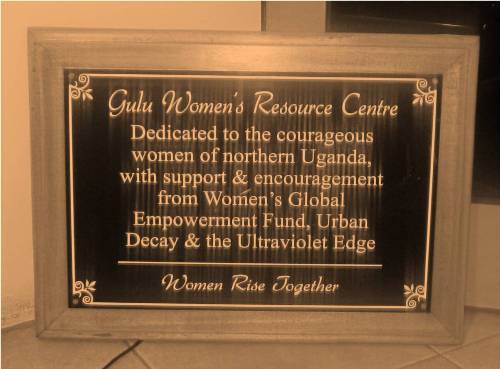 Gulu Women's Resource Centre
Dedicated to the courageous
women of northern Uganda,
with support & encouragement
from Women's Global
Empowerment Fund, Urban
Decay & the Ultraviolet Edge
Women Rise Together